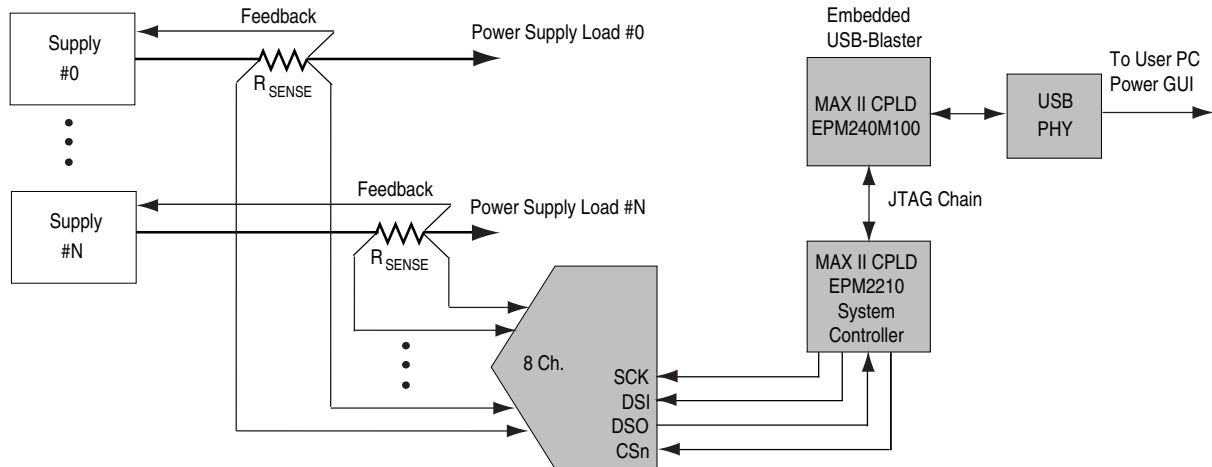 Supply
#0
Feedback
R SENSE
Power Supply Load #0
Supply
#N
Feedback
R SENSE
Power Supply Load #N
8 Ch.
SCK
DSI
DSO
CSn
Embedded
USB-Blaster
MAX II CPLD
EPM240M100
USB
PHY
To User PC
Power GUI
JTAG Chain
MAX II CPLD
EPM2210
System
Controller